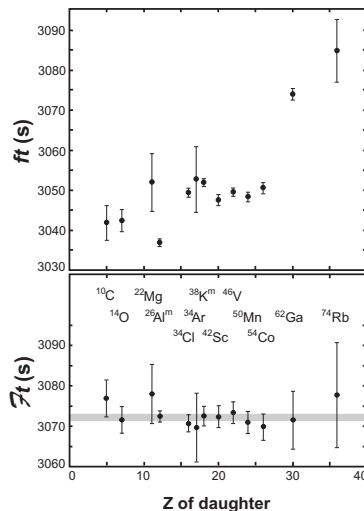 3090
3080
3070
3060
3050
3040
3030
ft (s)
¹⁰C ²²Mg ³⁸Kᵐ ⁴⁶V
¹⁴O ²⁶Alᵐ ³⁴Ar ⁵⁰Mn ⁶²Ga ⁷⁴Rb
³⁴Cl ⁴²Sc ⁵⁴Co
3090
3080
3070
3060
ℱt (s)
0 10 20 30 40
Z of daughter